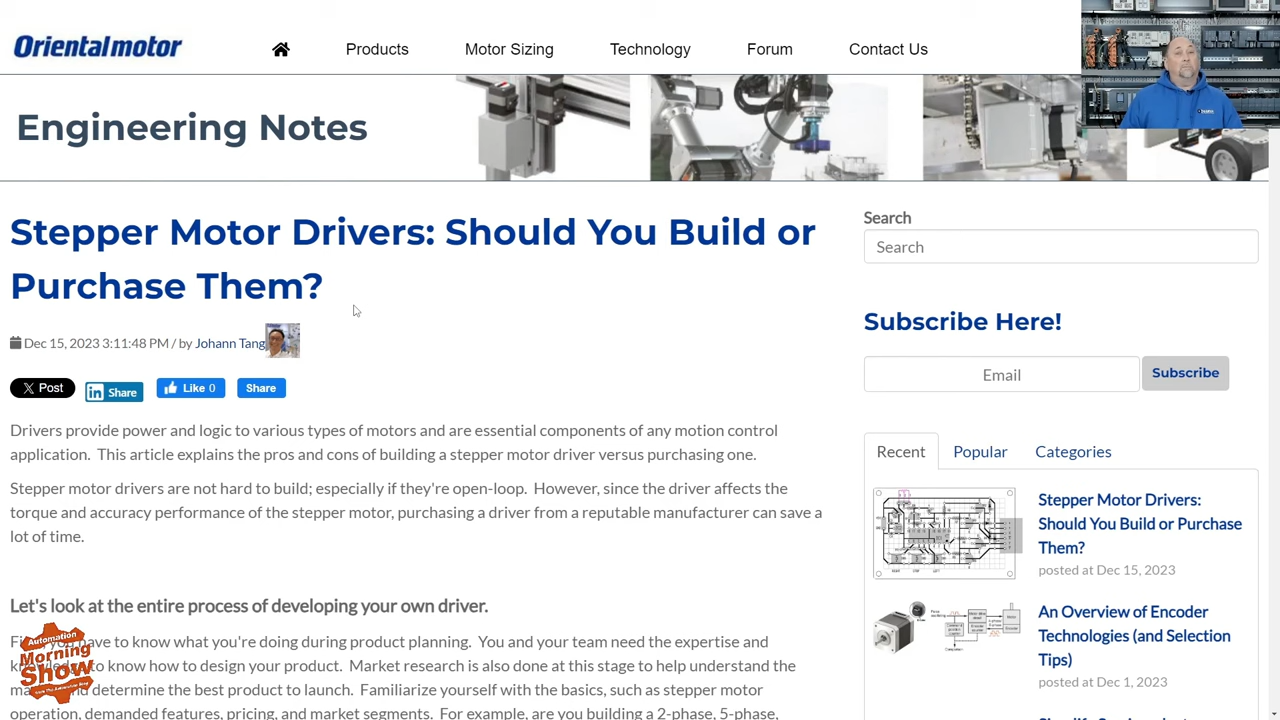 Orientalmotor
Products
Motor Sizing
Technology
Forum
Contact Us
Engineering Notes
Stepper Motor Drivers: Should You Build or
Purchase Them?
Dec 15, 2023 3:11:48 PM / by Johann Tang
Post
in Share
Like 0
Share
Drivers provide power and logic to various types of motors and are essential components of any motion control
application. This article explains the pros and cons of building a stepper motor driver versus purchasing one.
Stepper motor drivers are not hard to build; especially if they're open-loop. However, since the driver affects the
torque and accuracy performance of the stepper motor, purchasing a driver from a reputable manufacturer can save a
lot of time.
Let's look at the entire process of developing your own driver.
have to know what you're during product planning. You and your team need the expertise and
to know how to design your product. Market research is also done at this stage to help understand the
determine the best product to launch. Familiarize yourself with the basics, such as stepper motor
operation, demanded features, pricing, and market segments. For example, are you building a 2-phase, 5-phase,
Automation
Morning
Show
Search
Search
Subscribe Here!
Email
Subscribe
Recent
Popular
Categories
Stepper Motor Drivers:
Should You Build or Purchase
Them?
posted at Dec 15, 2023
An Overview of Encoder
Technologies (and Selection
Tips)
posted at Dec 1, 2023